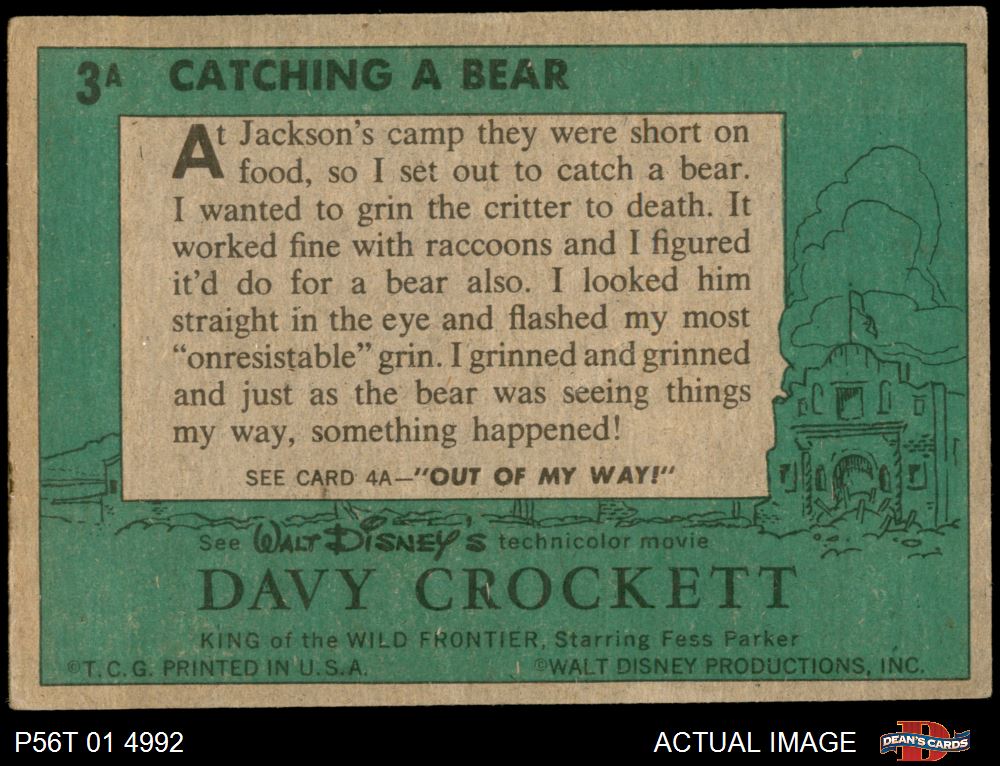 3A CATCHING A BEAR
At Jackson's camp they were short on
food, so I set out to catch a bear.
I wanted to grin the critter to death. It
worked fine with raccoons and I figured
it'd do for a bear also. I looked him
straight in the eye and flashed my most
"onresistable" grin. I grinned and grinned
and just as the bear was seeing things
my way, something happened!
SEE CARD 4A—"OUT OF MY WAY!"
See WALT DISNEY'S technicolor movie
DAVY CROCKETT
KING of the WILD FRONTIER, Starring Fess Parker
©T.C.G. PRINTED IN U.S.A. ©WALT DISNEY PRODUCTIONS, INC.
P56T 01 4992 ACTUAL IMAGE D DEAN'S CARDS